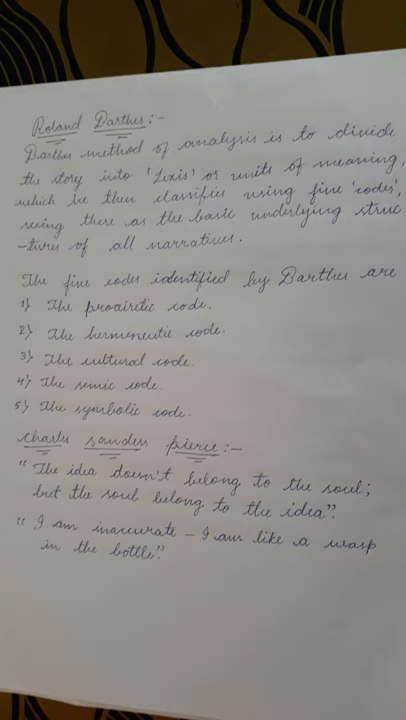 Roland Barthes:-
Barthes method of analysis is to divide
the story into 'Lexis' or units of meaning,
which he then classifies using five 'codes',
seeing these as the basic underlying struc
-tures of all narratives.
The five codes identified by Barthes are
1) The proairetic code.
2) The hermeneutic code.
3) The cultural code.
4) The semic code.
5) The symbolic code.
Charles sanders pierce:-
"The idea doesn't belong to the soul;
but the soul belong to the idea".
"I am inaccurate - I am like a wasp
in the bottle".